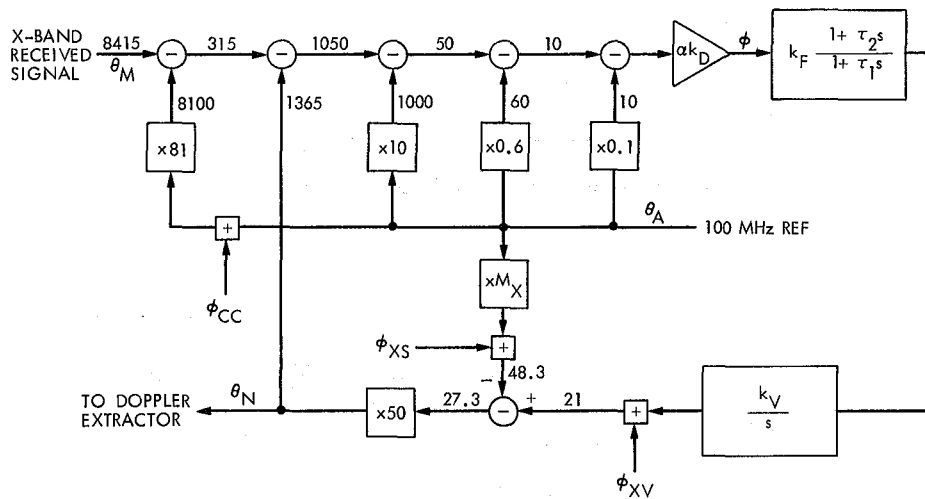 X-BAND
RECEIVED
SIGNAL
8415
θM
−
315
−
1050
−
50
−
10
−
αkD
ϕ
kF (1 + τ2s)/(1 + τ1s)
8100
1365
1000
60
10
×81
×10
×0.6
×0.1
+
θA
100 MHz REF
ϕCC
×MX
ϕXS
+
− 48.3
TO DOPPLER
EXTRACTOR
θN
×50
27.3
−
+
21
+
kV/s
ϕXV